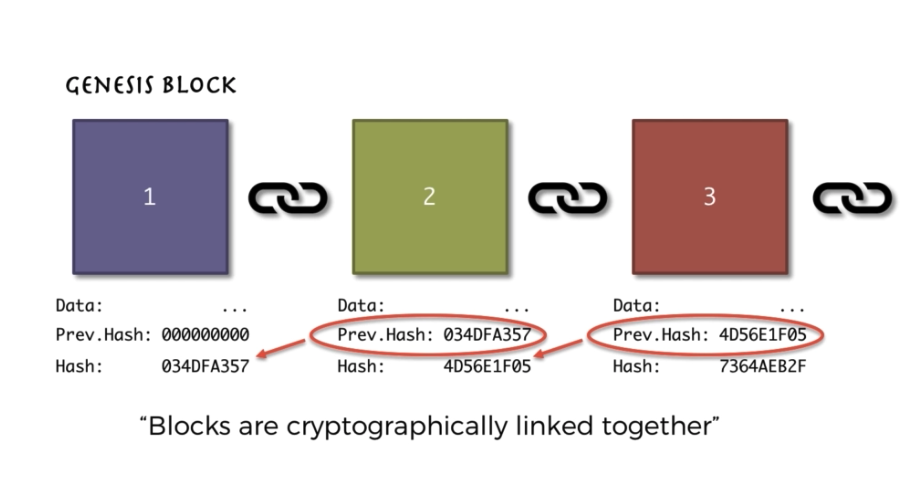 GENESIS BLOCK
1
2
3
Data: ...
Prev.Hash: 000000000
Hash: 034DFA357
Data: ...
Prev.Hash: 034DFA357
Hash: 4D56E1F05
Data: ...
Prev.Hash: 4D56E1F05
Hash: 7364AEB2F
“Blocks are cryptographically linked together”